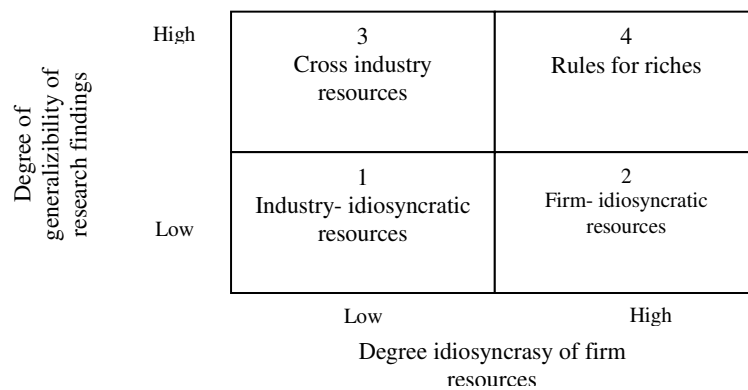 High
3
Cross industry
resources
4
Rules for riches
Degree of
generalizibility of
research findings
Low
1
Industry- idiosyncratic
resources
2
Firm- idiosyncratic
resources
Low
High
Degree idiosyncrasy of firm
resources